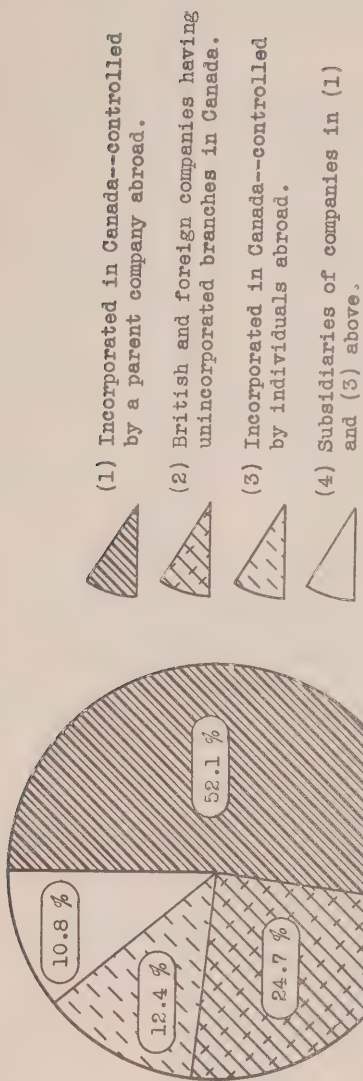 10.8 %
12.4 %
24.7 %
52.1 %
(1) Incorporated in Canada--controlled
by a parent company abroad.
(2) British and foreign companies having
unincorporated branches in Canada.
(3) Incorporated in Canada--controlled
by individuals abroad.
(4) Subsidiaries of companies in (1)
and (3) above.